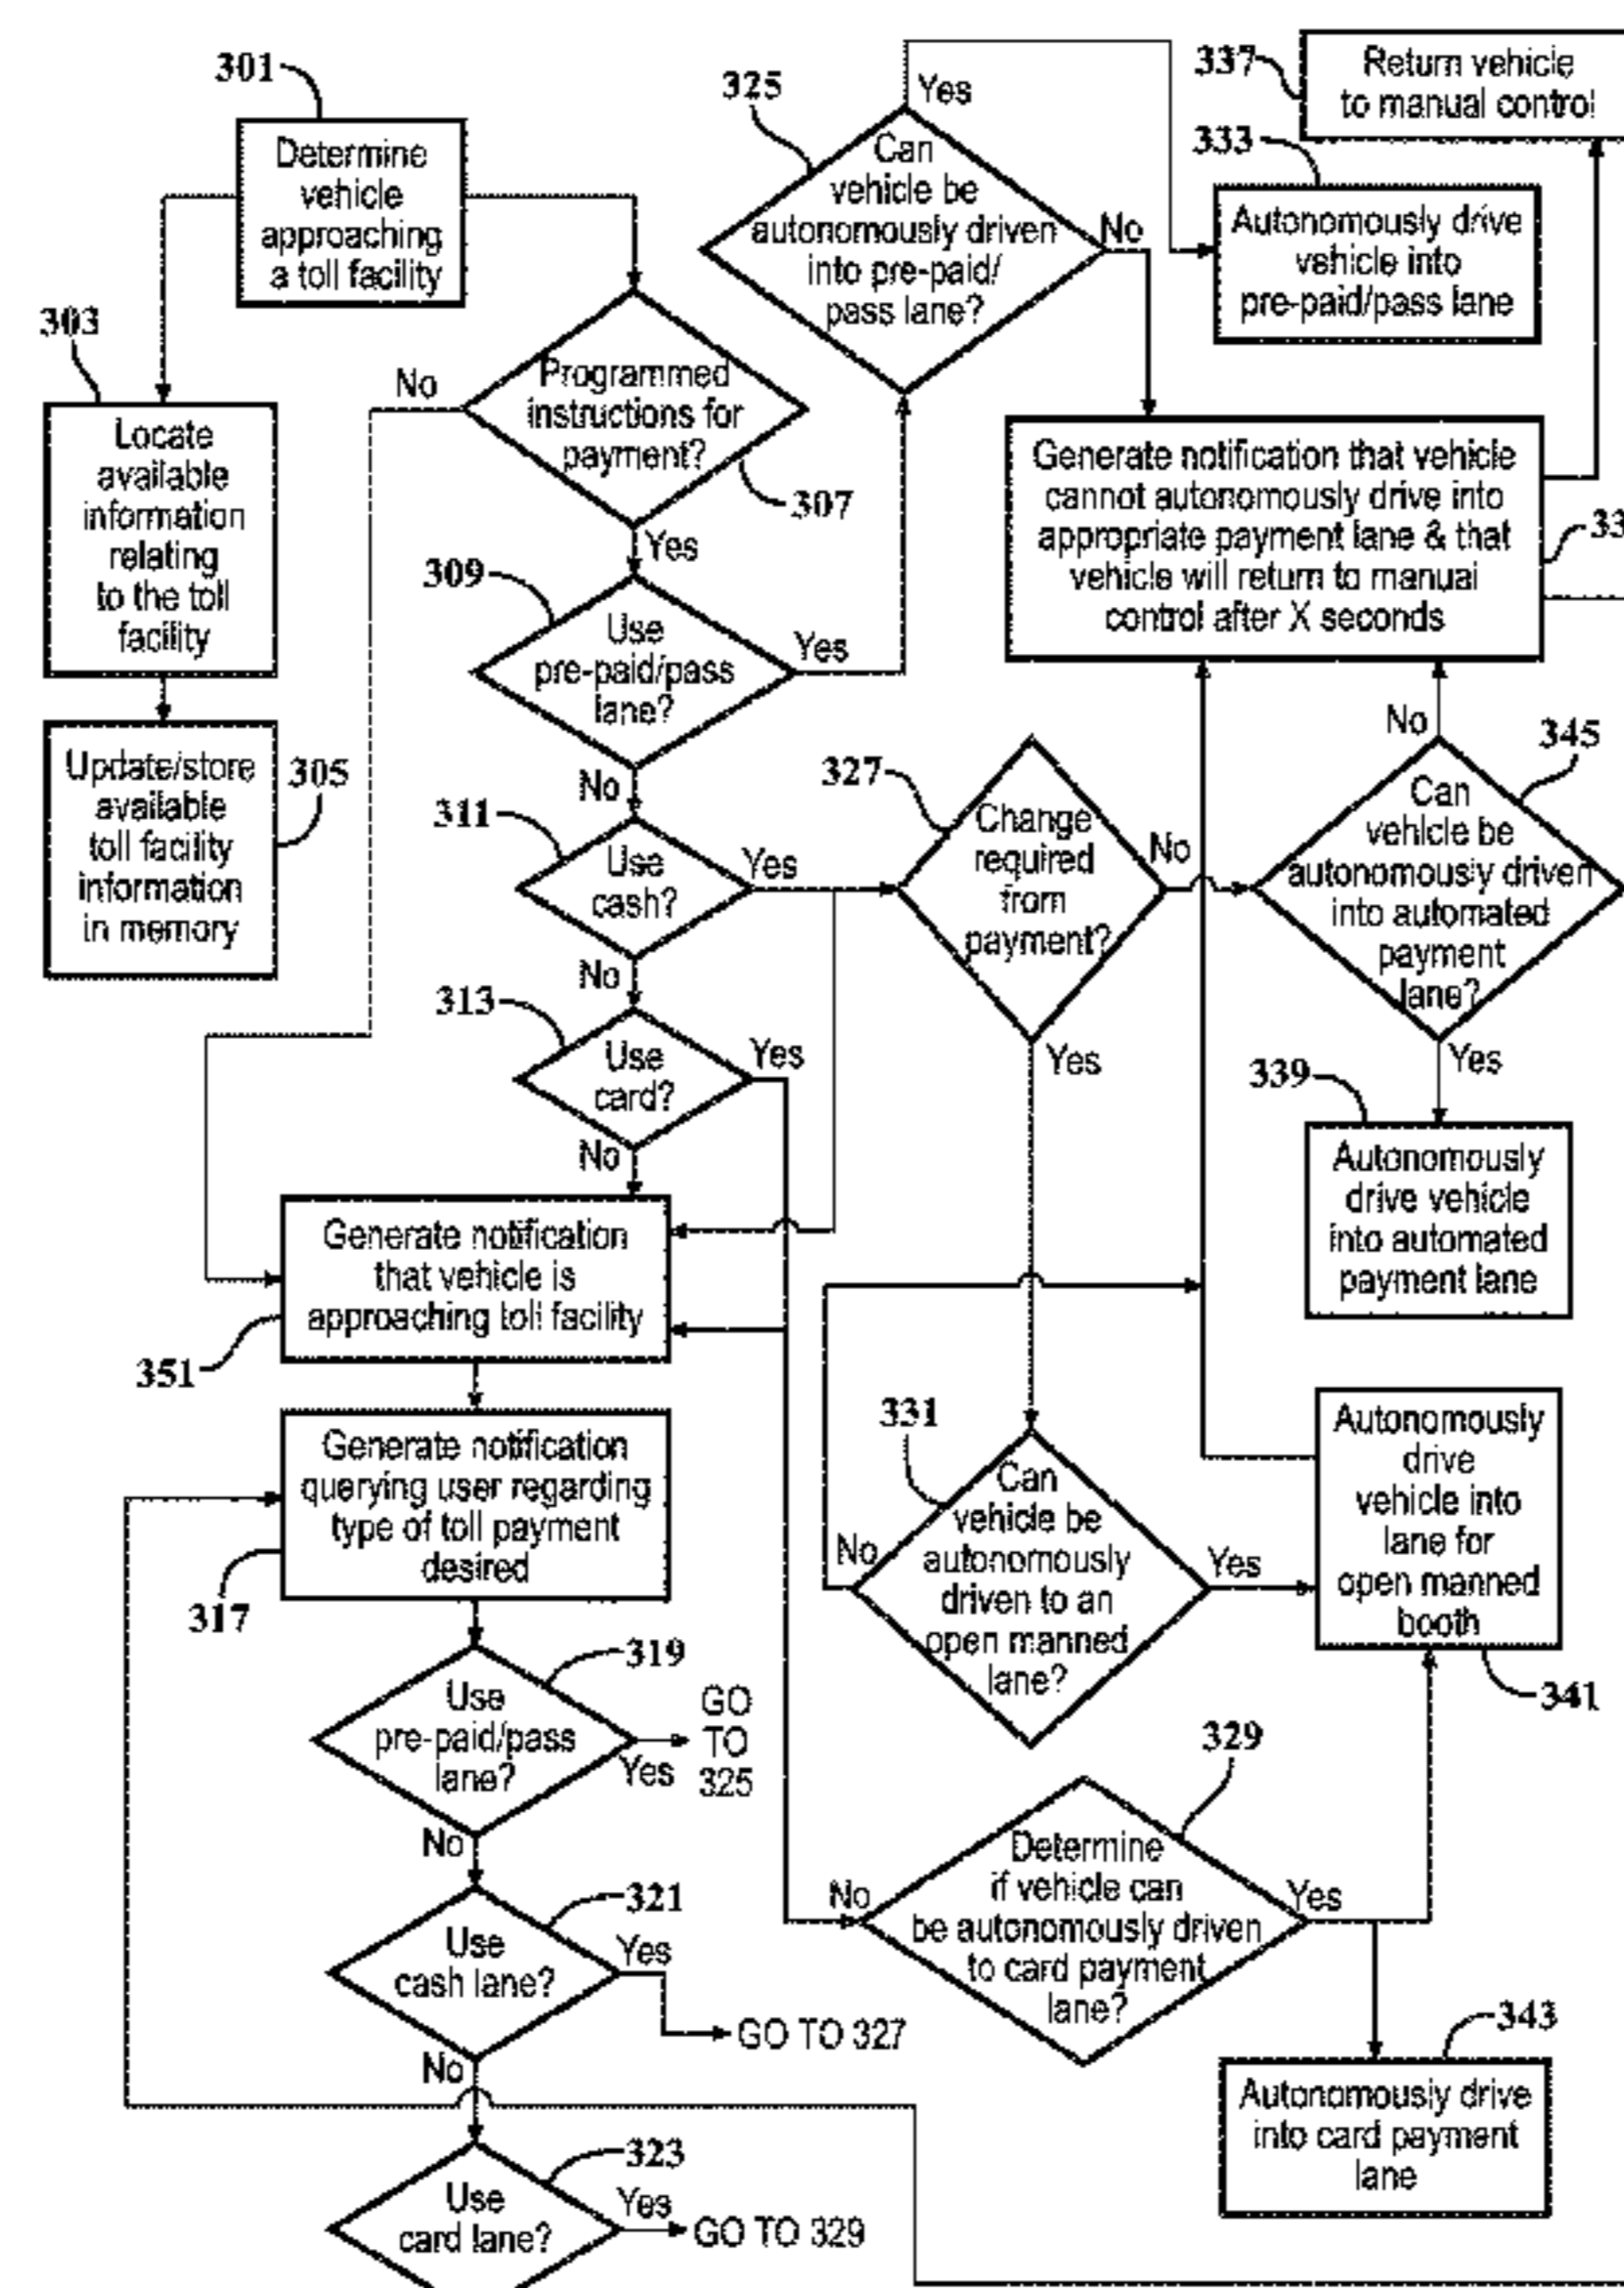 301
Determine
vehicle
approaching
a toll facility
303
Locate
available
information
relating
to the toll
facility
Update/store
available
toll facility
information
in memory
305
No
Programmed
instructions for
payment?
307
Yes
309
Use
pre-paid/pass
lane?
Yes
No
311
Use
cash?
Yes
No
313
Use
card?
Yes
No
Generate notification
that vehicle is
approaching toll facility
351
Generate notification
querying user regarding
type of toll payment
desired
317
319
Use
pre-paid/pass
lane?
Yes
GO
TO
325
No
321
Use
cash lane?
Yes
GO TO 327
No
323
Use
card lane?
Yes
GO TO 329
325
Yes
Can
vehicle be
autonomously driven
into pre-paid/
pass lane?
No
337
Return vehicle
to manual control
333
Autonomously drive
vehicle into
pre-paid/pass lane
Generate notification that vehicle
cannot autonomously drive into
appropriate payment lane & that
vehicle will return to manual
control after X seconds
33
327
Change
required
from
payment?
No
Yes
No
345
Can
vehicle be
autonomously driven
into automated
payment
lane?
Yes
339
Autonomously
drive vehicle
into automated
payment lane
331
Can
vehicle be
autonomously
driven to an
open manned
lane?
No
Yes
Autonomously
drive
vehicle into
lane for
open manned
booth
341
329
No
Determine
if vehicle can
be autonomously driven
to card payment
lane?
Yes
343
Autonomously drive
into card payment
lane